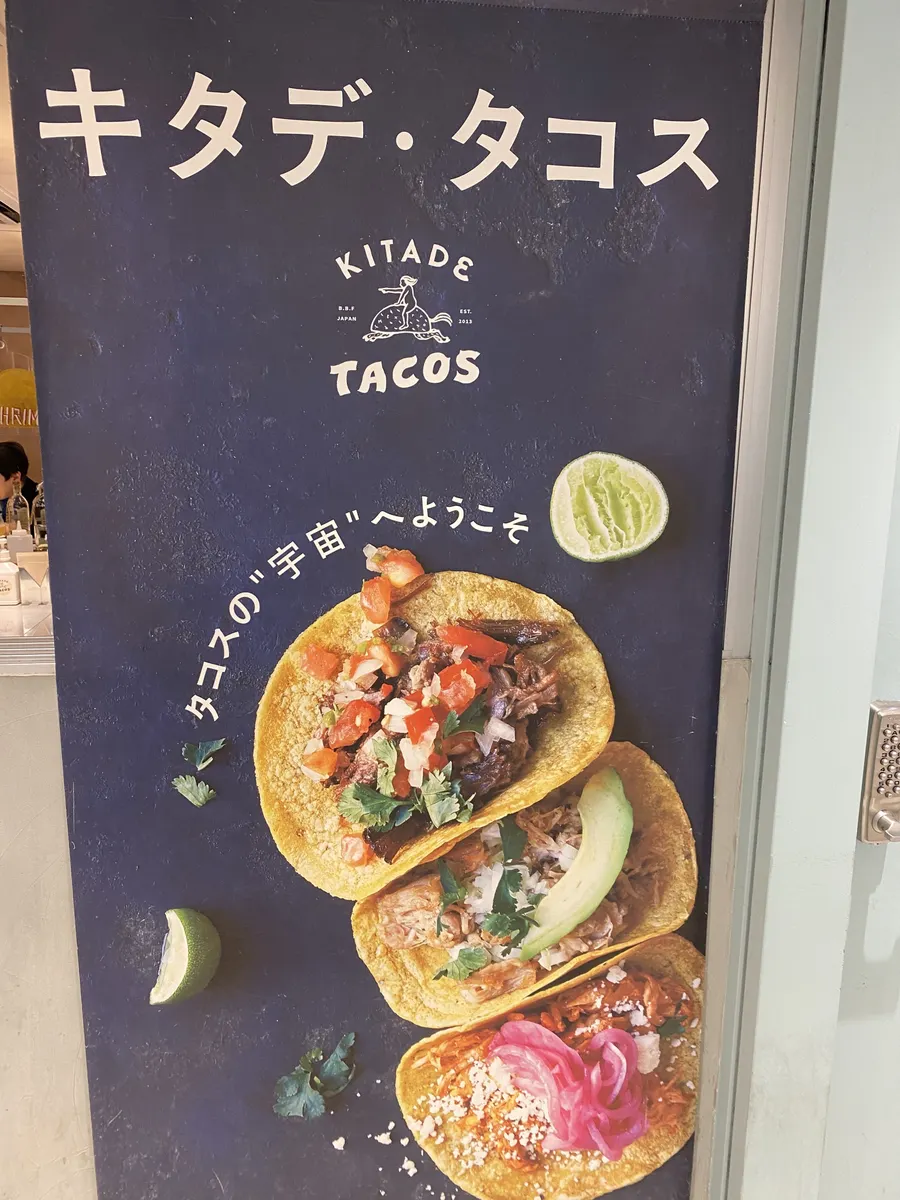 キタデ・タコス
KITADE
B.B.F
JAPAN
EST.
2013
TACOS
タコスの"宇宙"へようこそ
HRIM